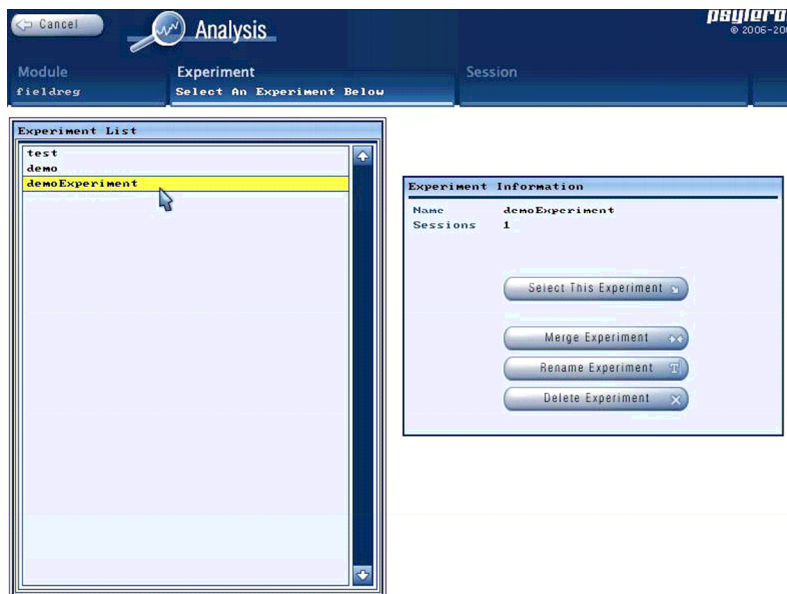 Cancel
Analysis
© 2006-20
Module
Experiment
Session
fieldreg
Select An Experiment Below
Experiment List
test
demo
demoExperiment
Experiment Information
Name demoExperiment
Sessions 1
Select This Experiment
Merge Experiment
Rename Experiment
Delete Experiment